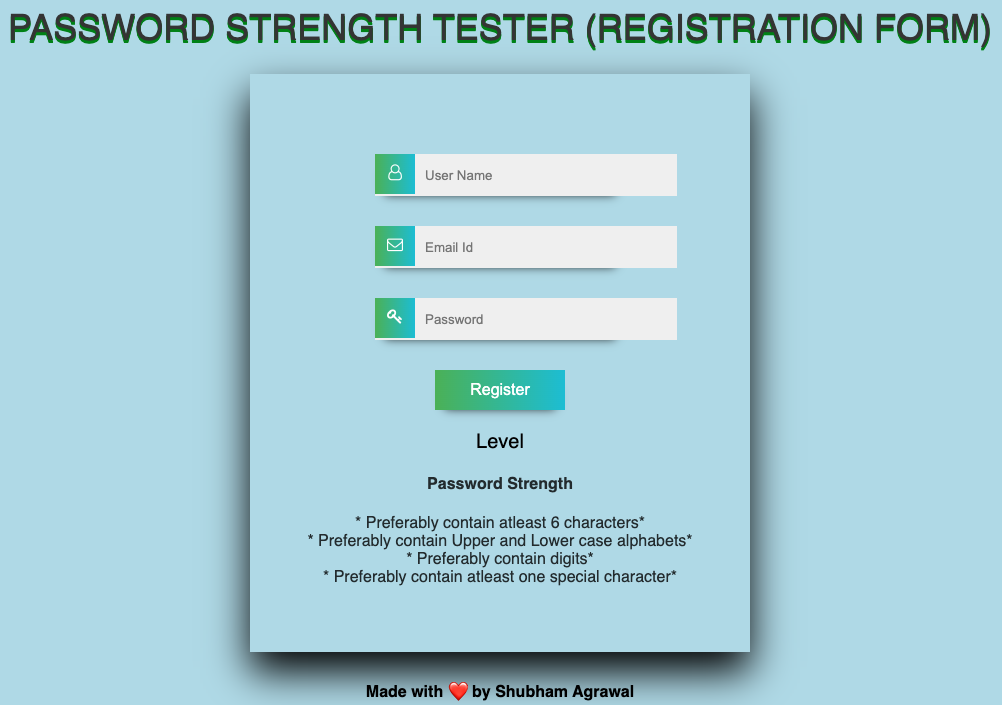 PASSWORD STRENGTH TESTER (REGISTRATION FORM)
User Name
Email Id
Password
Register
Level
Password Strength
* Preferably contain atleast 6 characters*
* Preferably contain Upper and Lower case alphabets*
* Preferably contain digits*
* Preferably contain atleast one special character*
Made with ❤️ by Shubham Agrawal